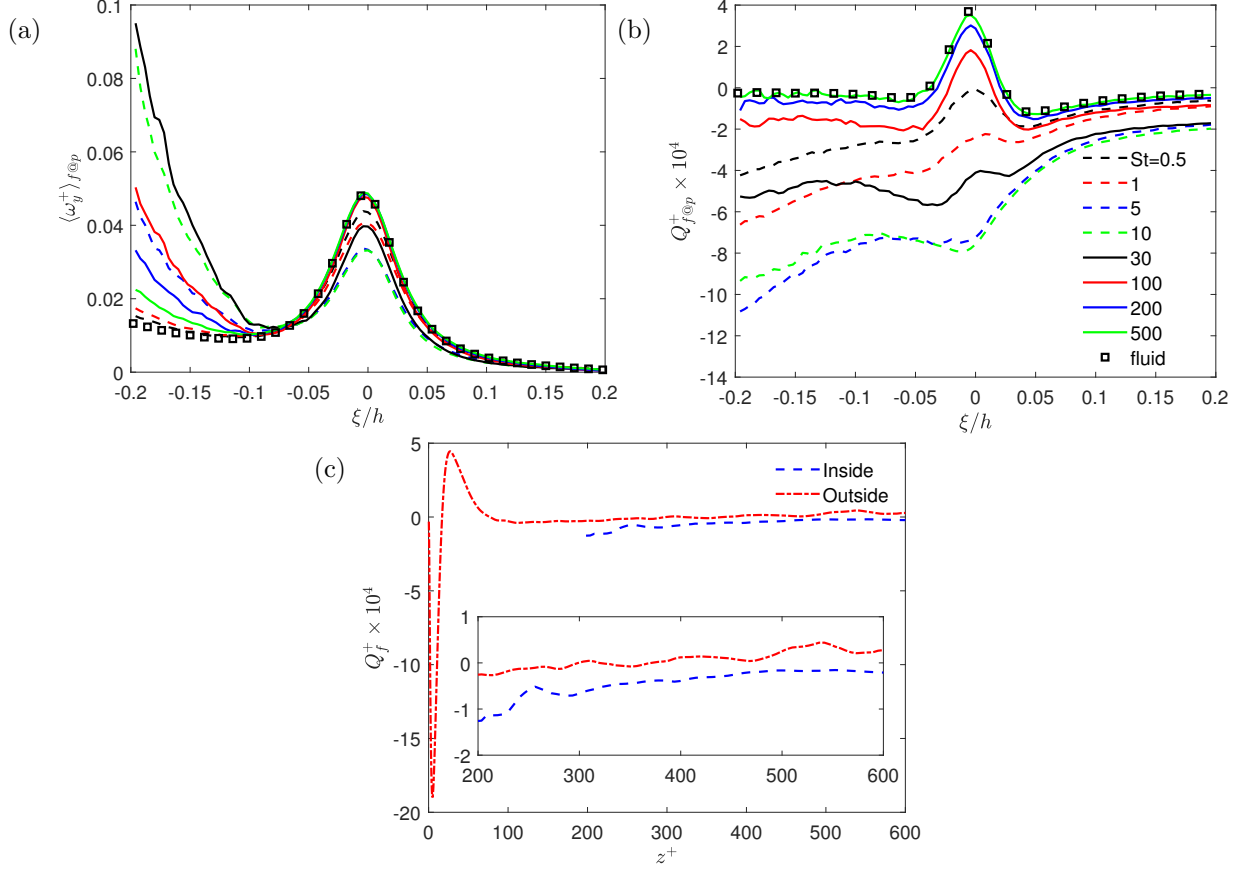 (a)
0.1
0.08
0.06
0.04
0.02
0
⟨ω_y^+⟩_{f@p}
-0.2 -0.15 -0.1 -0.05 0 0.05 0.1 0.15 0.2
ξ/h
(b)
4
2
0
-2
-4
-6
-8
-10
-12
-14
Q^+_{f@p} × 10^4
St=0.5
1
5
10
30
100
200
500
fluid
-0.2 -0.15 -0.1 -0.05 0 0.05 0.1 0.15 0.2
ξ/h
(c)
5
0
-5
-10
-15
-20
Q^+_f × 10^4
Inside
Outside
1
0
-1
-2
200 300 400 500 600
0 100 200 300 400 500 600
z^+